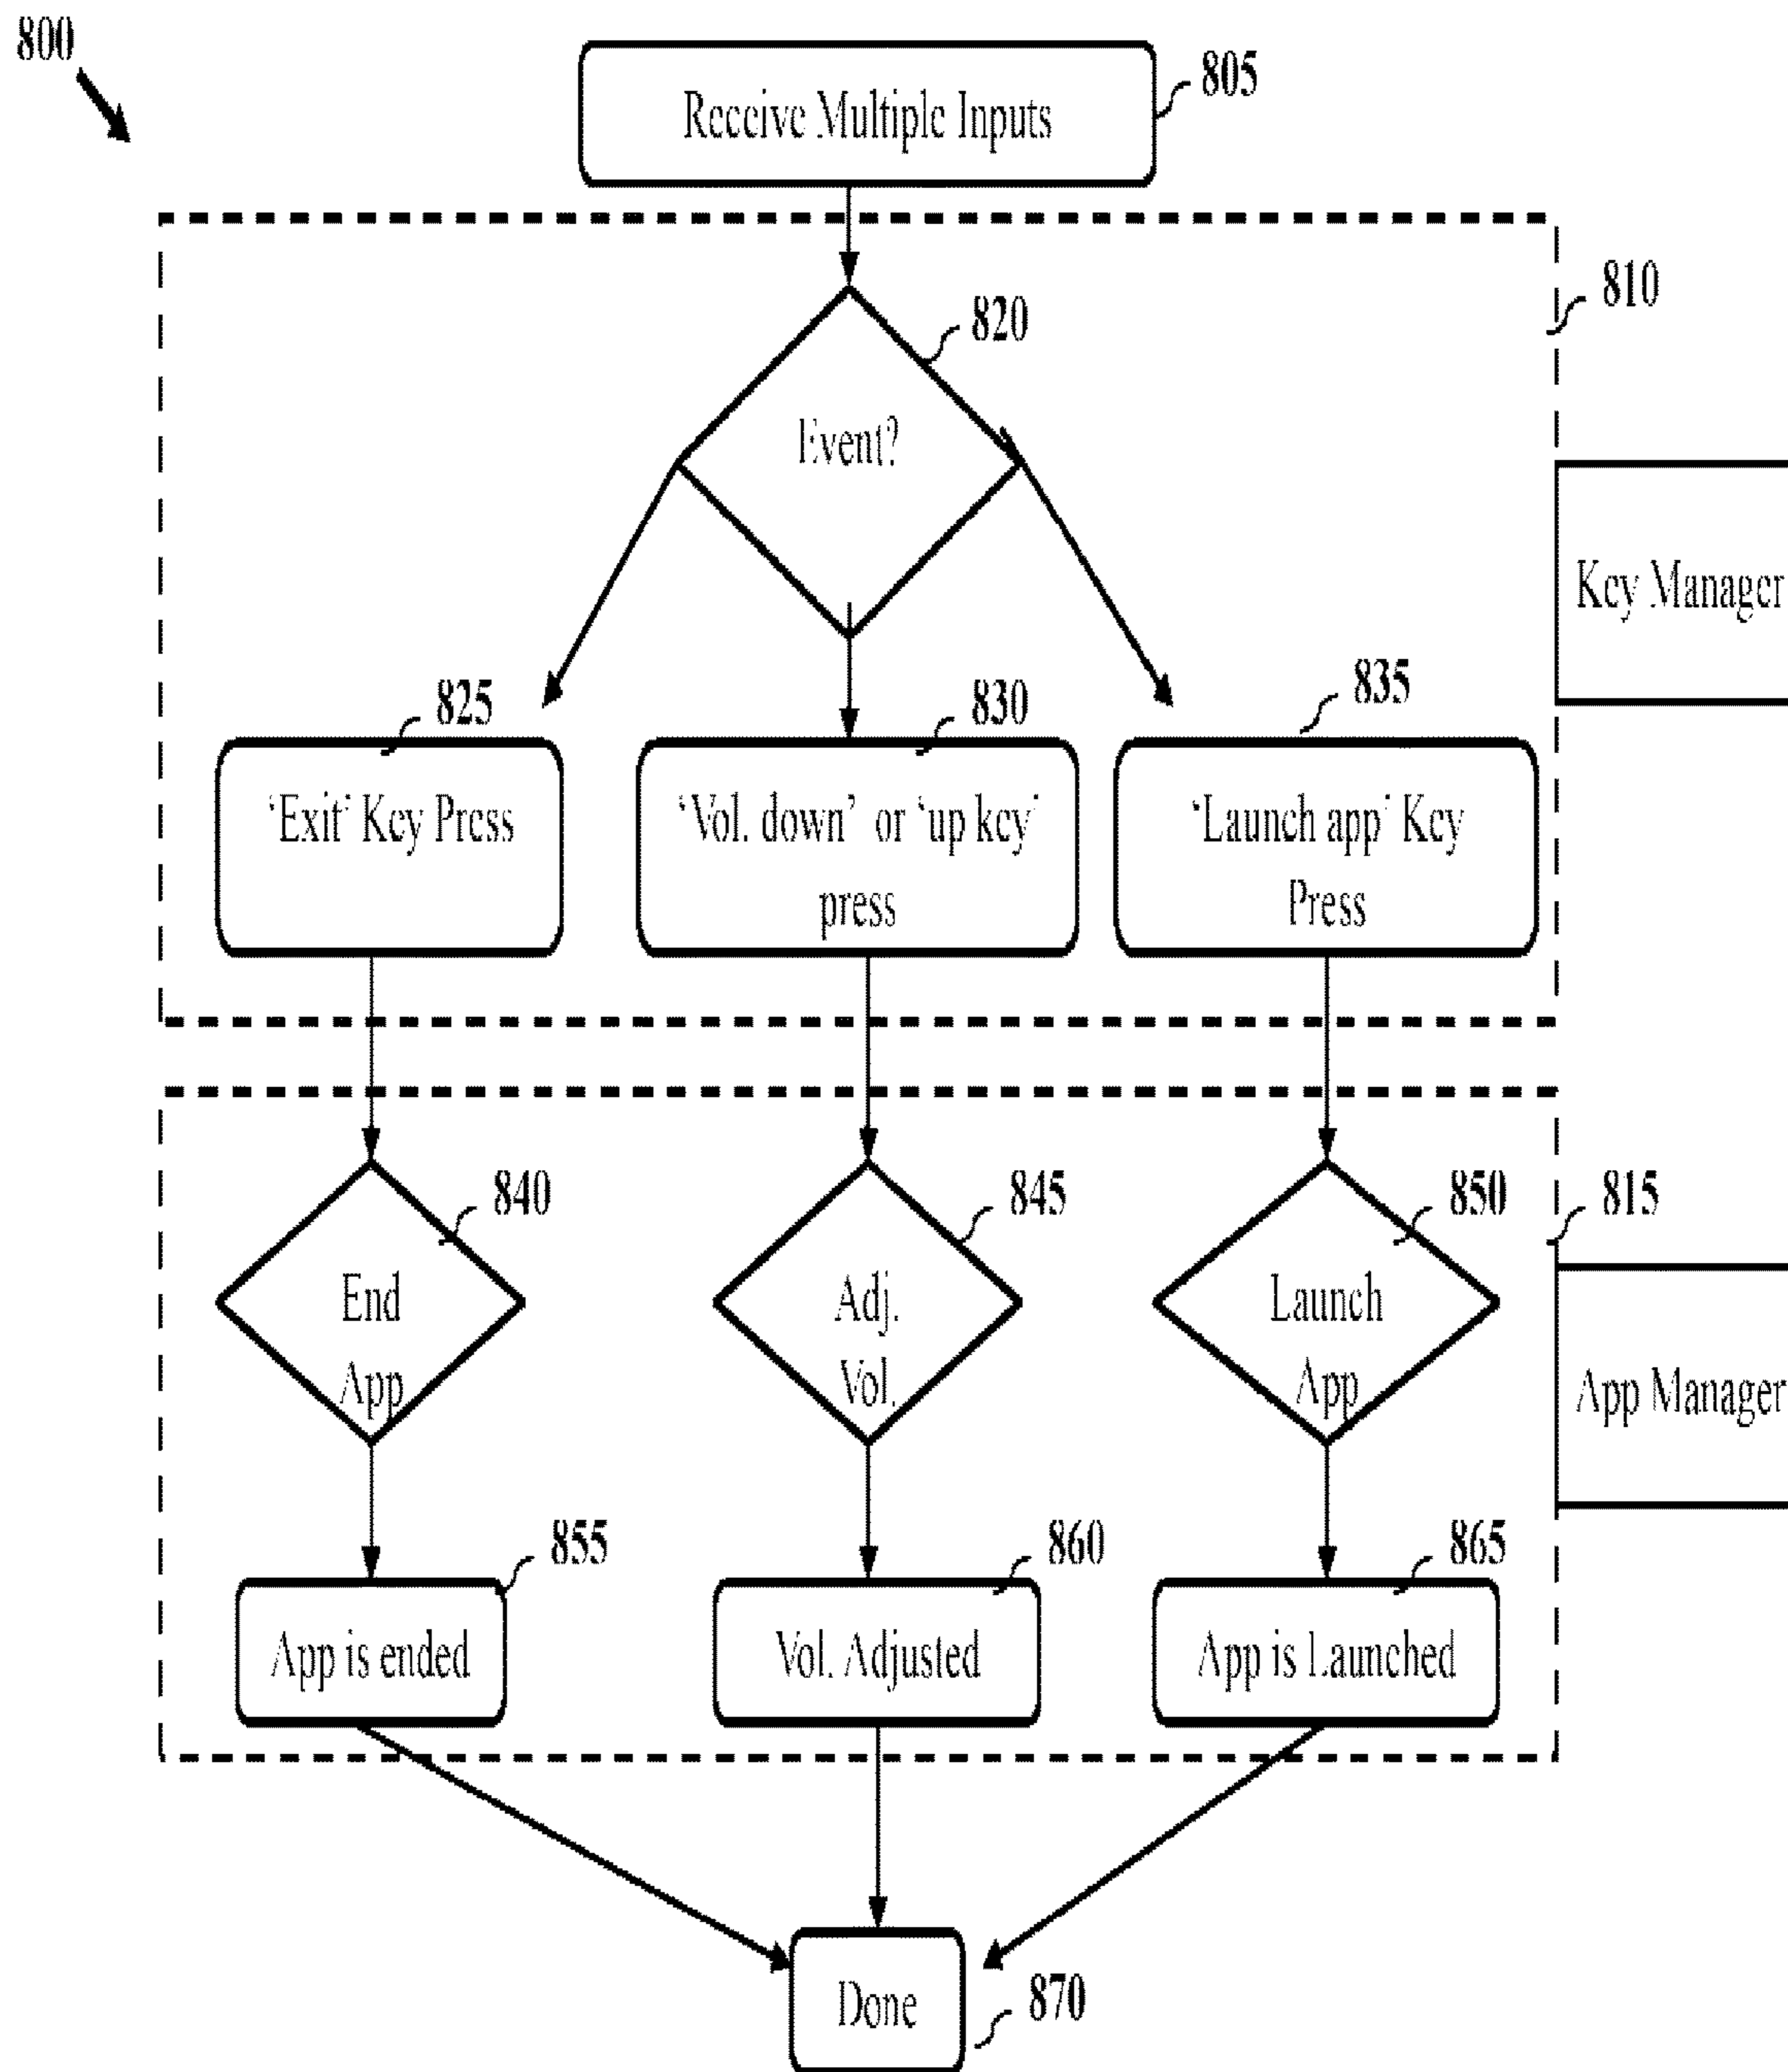 800
Receive Multiple Inputs
805
810
820
Event?
Key Manager
825
830
835
‘Exit’ Key Press
‘Vol. down’ or ‘up key’
press
‘Launch app’ Key
Press
840
845
850
815
End
App
Adj.
Vol.
Launch
App
App Manager
855
860
865
App is ended
Vol. Adjusted
App is Launched
Done
870